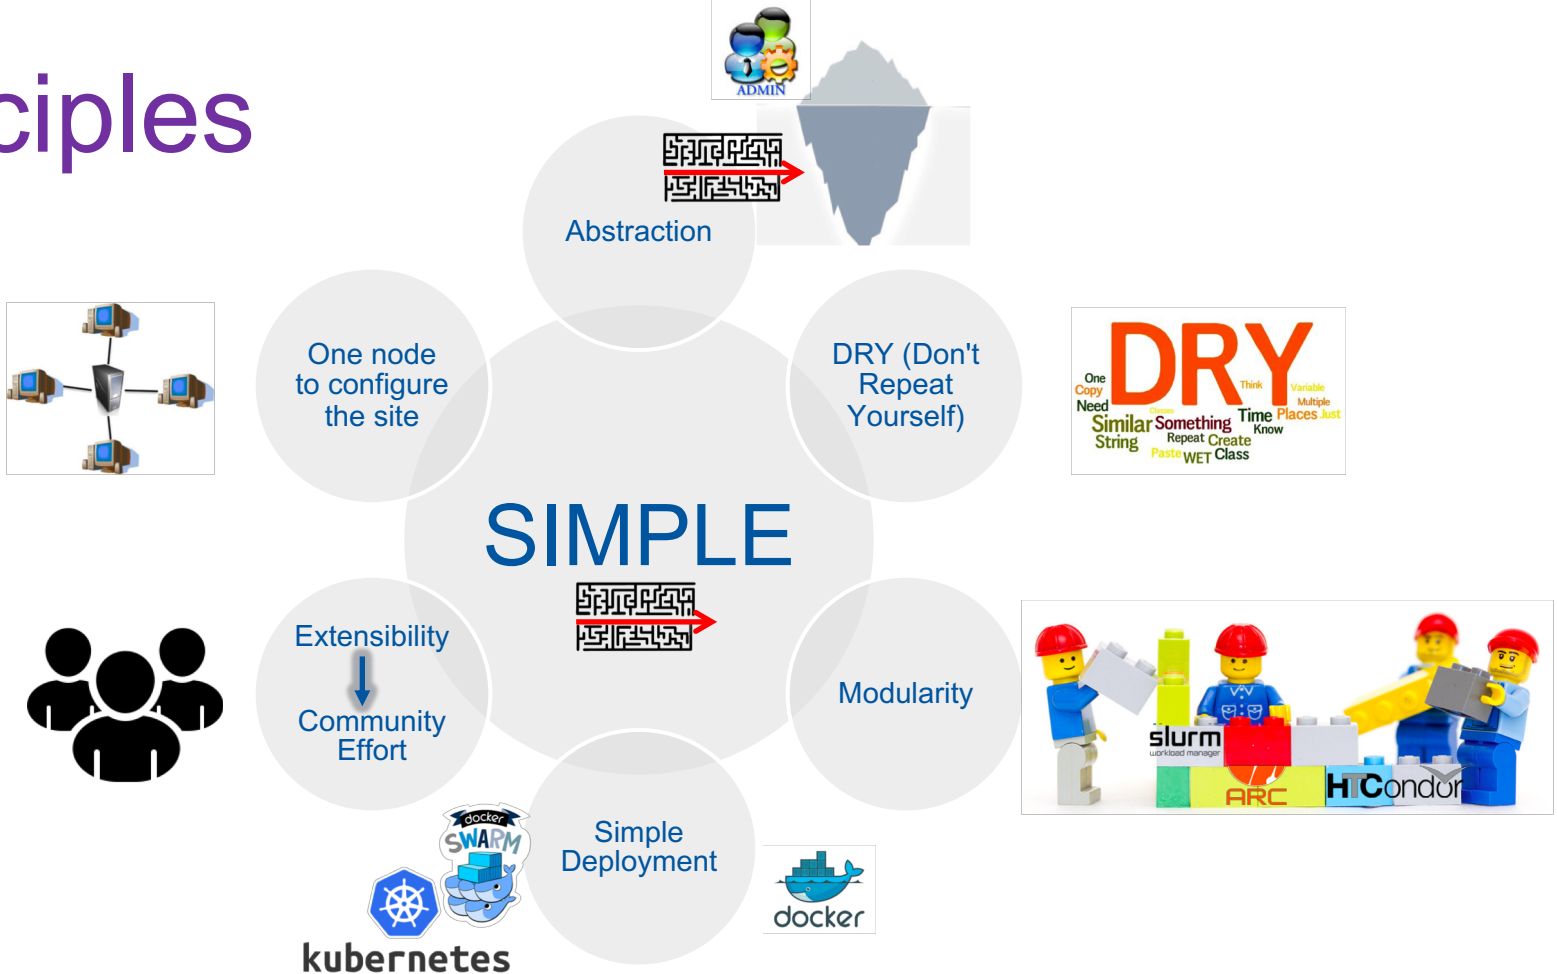 ciples
ADMIN
Abstraction
One node
to configure
the site
DRY (Don't
Repeat
Yourself)
DRY
One
Copy
Need
Think
Variable
Multiple
Classes
Similar Something Time Places Just
String
Repeat Create
Know
Paste WET Class
SIMPLE
Extensibility
Community
Effort
Modularity
slurm
workload manager
ARC
HTCondor
Simple
Deployment
docker
SWARM
kubernetes
docker